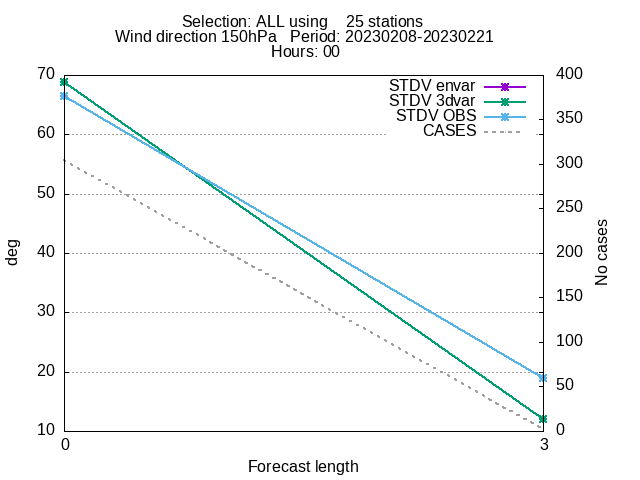 Selection: ALL using    25 stations
Wind direction 150hPa   Period: 20230208-20230221
Hours: 00
STDV envar
STDV 3dvar
STDV OBS
CASES
70
60
50
40
30
20
10
400
350
300
250
200
150
100
50
0
deg
No cases
0
3
Forecast length